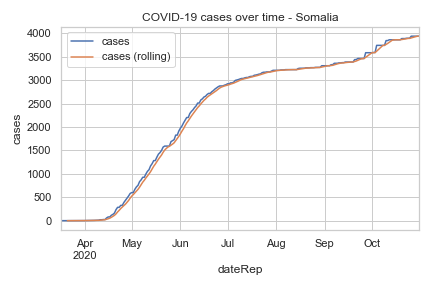 COVID-19 cases over time - Somalia
cases
cases (rolling)
4000
3500
3000
2500
2000
1500
1000
500
0
cases
Apr
2020
May
Jun
Jul
Aug
Sep
Oct
dateRep